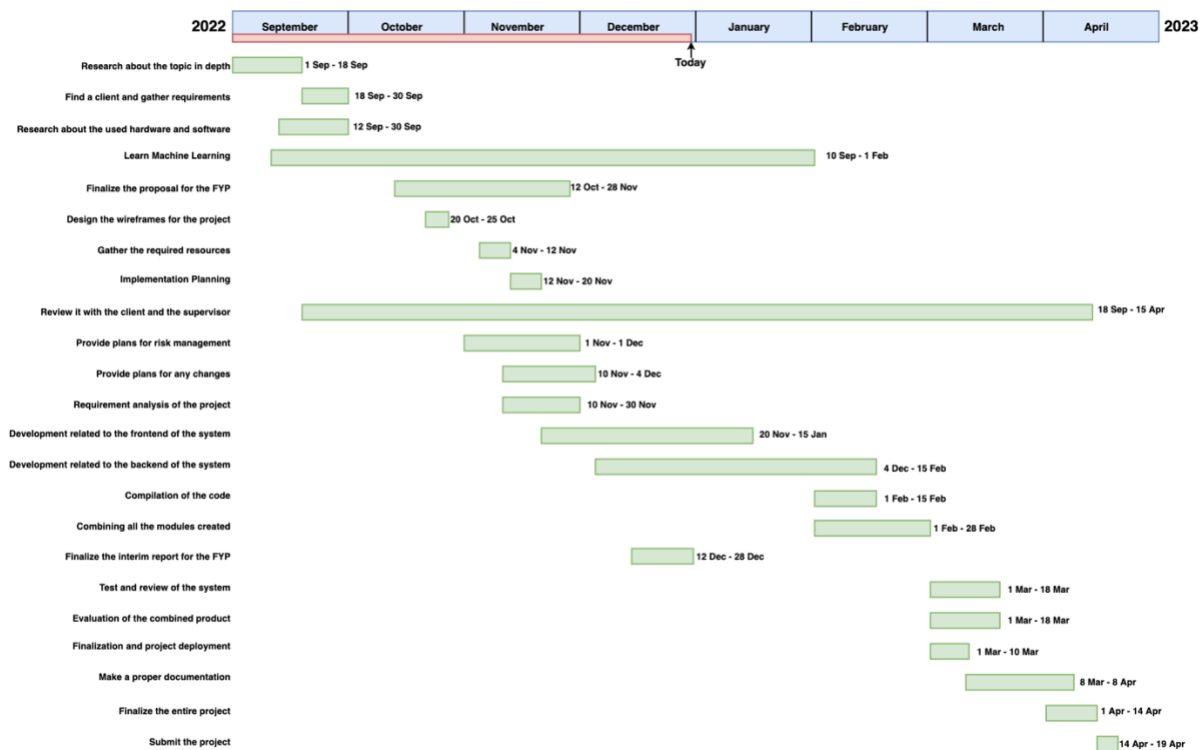 2022 September October November December January February March April 2023
Today
Research about the topic in depth 1 Sep - 18 Sep
Find a client and gather requirements 18 Sep - 30 Sep
Research about the used hardware and software 12 Sep - 30 Sep
Learn Machine Learning 10 Sep - 1 Feb
Finalize the proposal for the FYP 12 Oct - 28 Nov
Design the wireframes for the project 20 Oct - 25 Oct
Gather the required resources 4 Nov - 12 Nov
Implementation Planning 12 Nov - 20 Nov
Review it with the client and the supervisor 18 Sep - 15 Apr
Provide plans for risk management 1 Nov - 1 Dec
Provide plans for any changes 10 Nov - 4 Dec
Requirement analysis of the project 10 Nov - 30 Nov
Development related to the frontend of the system 20 Nov - 15 Jan
Development related to the backend of the system 4 Dec - 15 Feb
Compilation of the code 1 Feb - 15 Feb
Combining all the modules created 1 Feb - 28 Feb
Finalize the interim report for the FYP 12 Dec - 28 Dec
Test and review of the system 1 Mar - 18 Mar
Evaluation of the combined product 1 Mar - 18 Mar
Finalization and project deployment 1 Mar - 10 Mar
Make a proper documentation 8 Mar - 8 Apr
Finalize the entire project 1 Apr - 14 Apr
Submit the project 14 Apr - 19 Apr